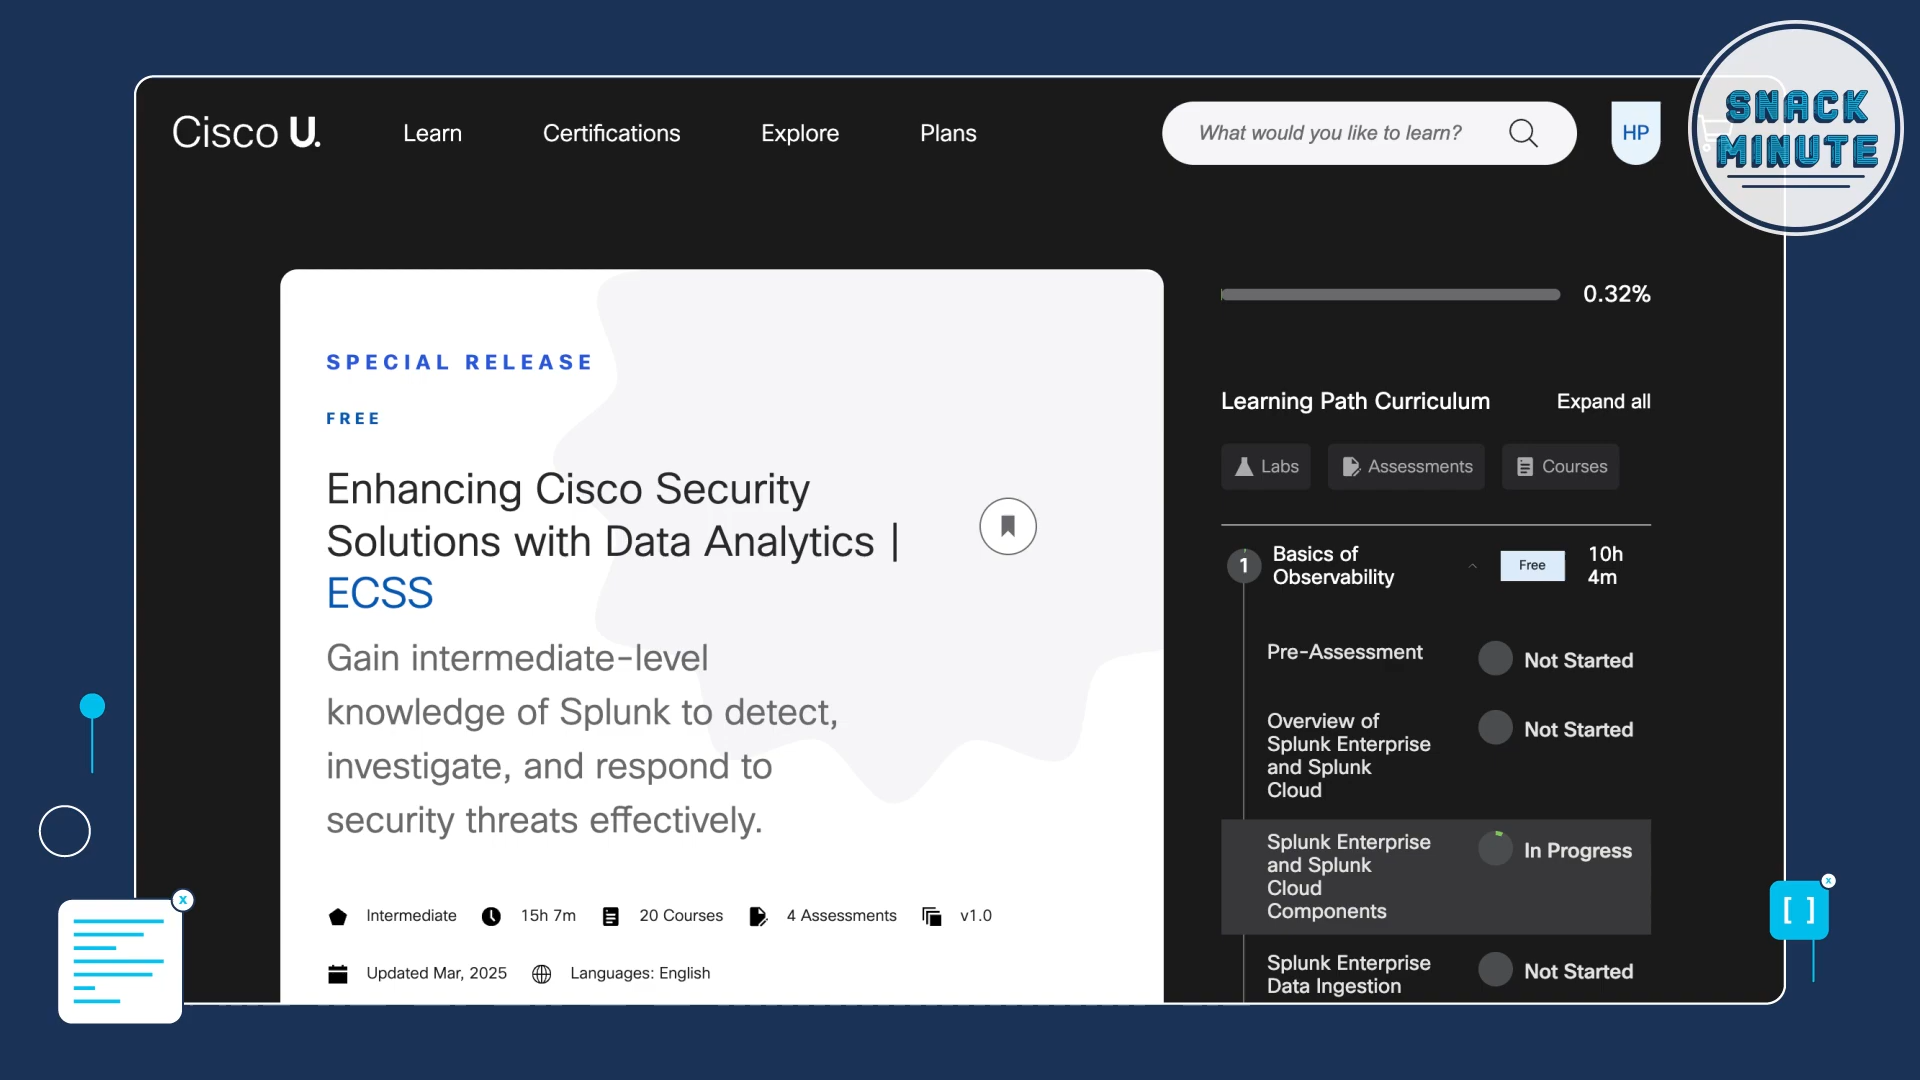 Cisco U.
Learn
Certifications
Explore
Plans
What would you like to learn?
HP
SNACK
MINUTE
SPECIAL RELEASE
FREE
Enhancing Cisco Security
Solutions with Data Analytics |
ECSS
Gain intermediate-level
knowledge of Splunk to detect,
investigate, and respond to
security threats effectively.
Intermediate
15h 7m
20 Courses
4 Assessments
v1.0
Updated Mar, 2025
Languages: English
0.32%
Learning Path Curriculum
Expand all
Labs
Assessments
Courses
1
Basics of
Observability
Free
10h
4m
Pre-Assessment
Not Started
Overview of
Splunk Enterprise
and Splunk
Cloud
Not Started
Splunk Enterprise
and Splunk
Cloud
Components
In Progress
Splunk Enterprise
Data Ingestion
Not Started
x
[ ]
x